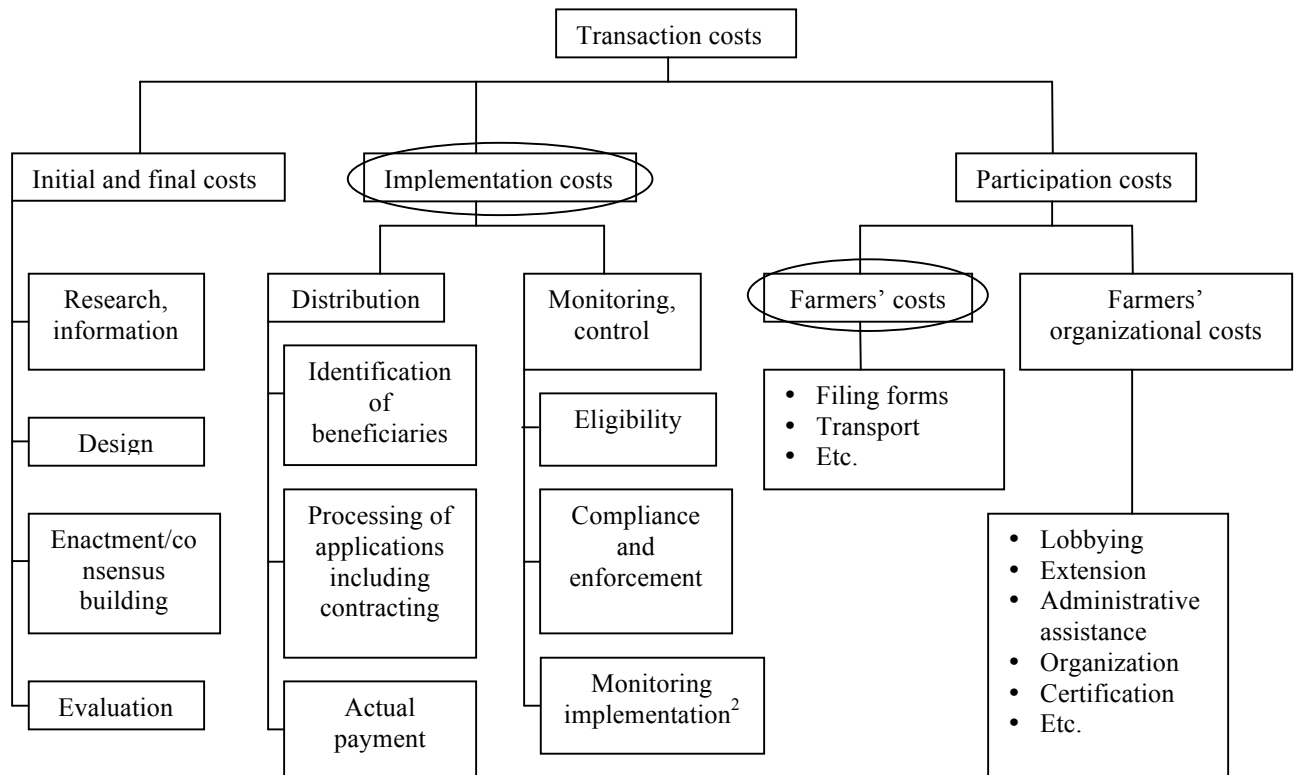 Transaction costs
Initial and final costs
Implementation costs
Participation costs
Research,
information
Design
Enactment/co
nsensus
building
Evaluation
Distribution
Identification
of
beneficiaries
Processing of
applications
including
contracting
Actual
payment
Monitoring,
control
Eligibility
Compliance
and
enforcement
Monitoring
implementation²
Farmers’ costs
• Filing forms
• Transport
• Etc.
Farmers’
organizational costs
• Lobbying
• Extension
• Administrative
assistance
• Organization
• Certification
• Etc.